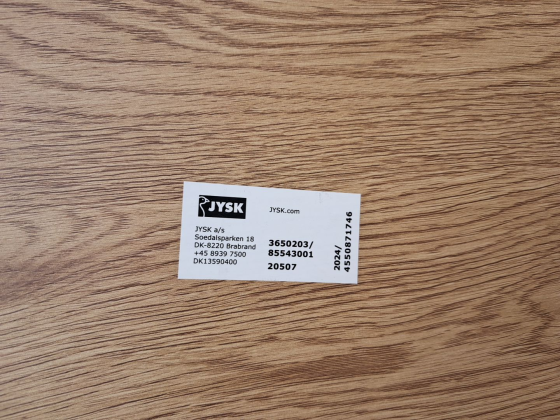 JYSK
JYSK.com
JYSK a/s
Soedalsparken 18
DK-8220 Brabrand
+45 8939 7500
DK13590400
3650203/
85543001
20507
2024/
4550871746